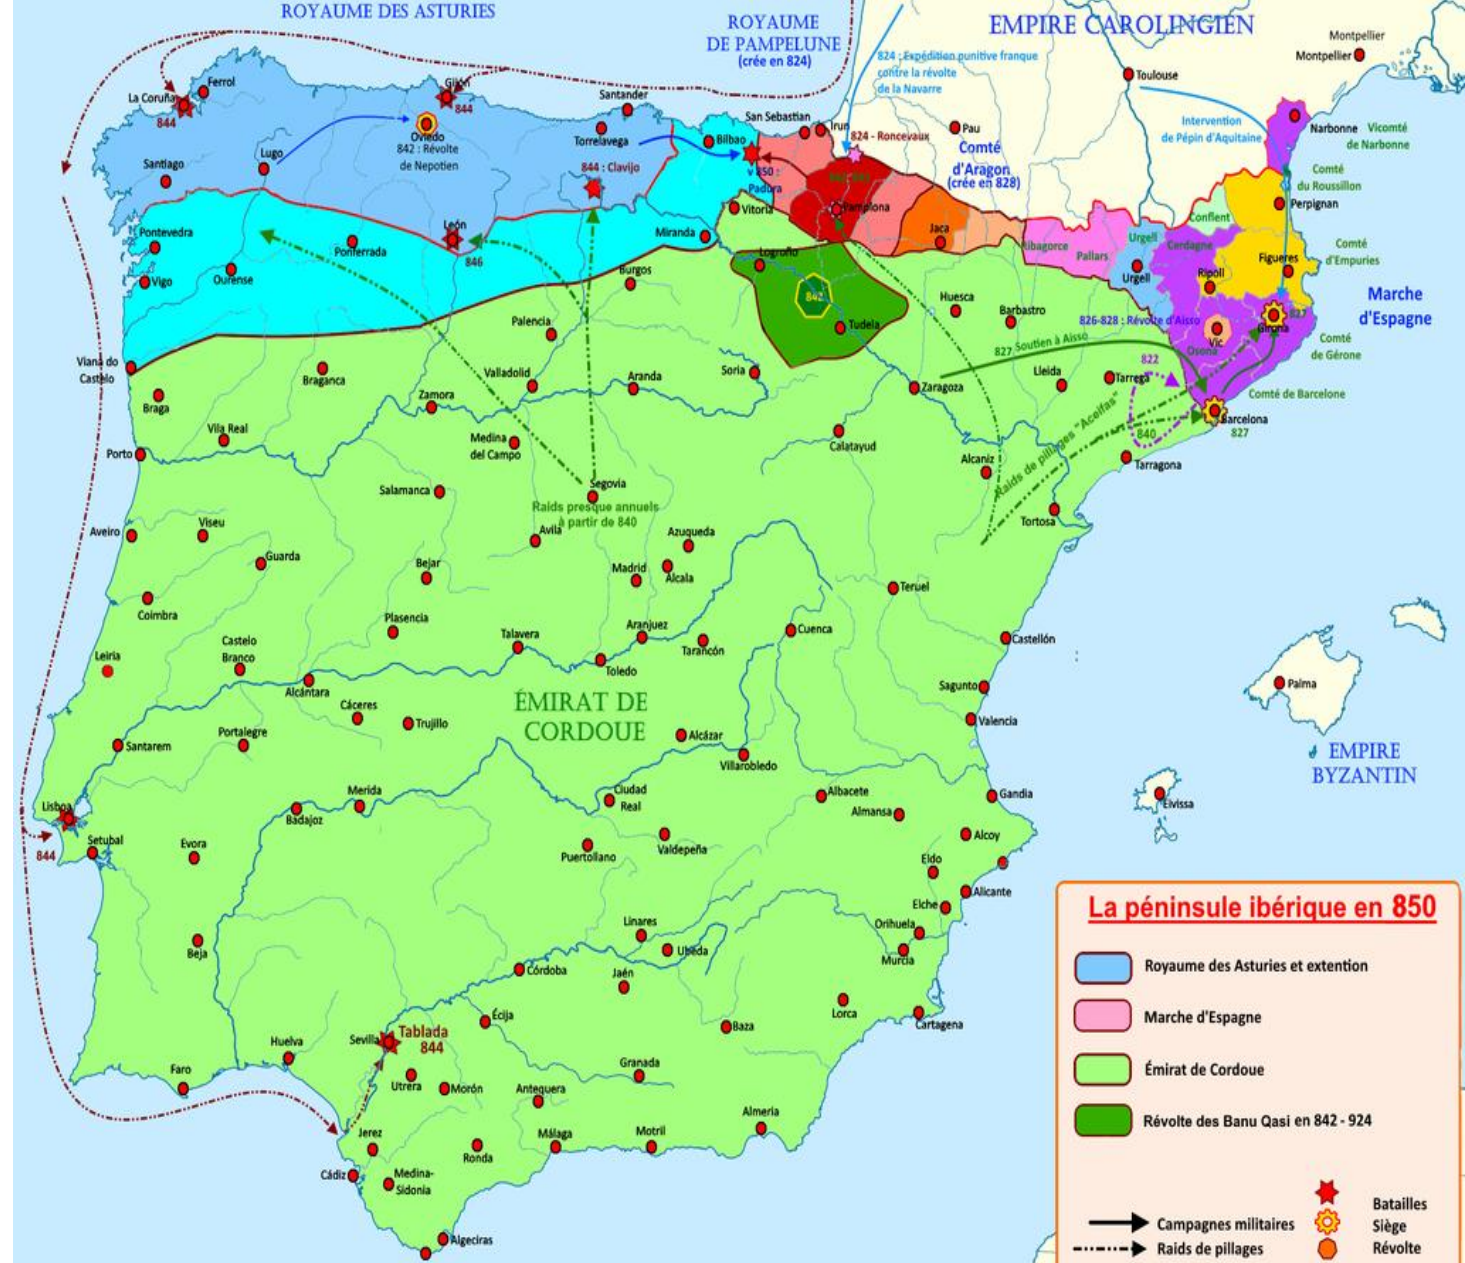 ROYAUME DES ASTURIES
ROYAUME
DE PAMPELUNE
(crée en 824)
EMPIRE CAROLINGIEN
824 : Expédition punitive franque
contre la révolte
de la Navarre
Montpellier
Montpellier
Toulouse
Intervention
de Pépin d'Aquitaine
Narbonne
Vicomté
de Narbonne
Comté
du Roussillon
Perpignan
Comté
d'Empuries
Figueres
Marche
d'Espagne
Comté
de Gérone
Comté de Barcelone
La Coruña
844
Ferrol
Gijón
844
Oviedo
842 : Révolte
de Nepotien
Santander
Torrelavega
844 : Clavijo
Santiago
Lugo
Bilbao
San Sebastian
Irun
824 - Roncevaux
Pau
Comté
d'Aragon
(crée en 828)
v 850 :
Padura
Pamplona
Vitoria
Miranda
Logroño
842
Tudela
Jaca
Ribagorce
Pallars
Urgell
Urgell
Cerdagne
Conflent
Ripoll
826-828 : Révolte d'Aisso
Vic
Osona
Girona
827
Barcelona
827
822
840
827 Soutien à Aisso
Raids de pillages "Aceifas"
Pontevedra
Vigo
Ourense
Ponferrada
León
846
Burgos
Palencia
Huesca
Barbastro
Viana do
Castelo
Braga
Braganca
Valladolid
Zamora
Aranda
Soria
Zaragoza
Lleida
Tarrega
Vila Real
Porto
Medina
del Campo
Calatayud
Alcaniz
Tarragona
Salamanca
Segovia
Raids presque annuels
à partir de 840
Tortosa
Aveiro
Viseu
Avila
Azuqueda
Guarda
Bejar
Madrid
Alcala
Teruel
Coimbra
Plasencia
Talavera
Aranjuez
Tarancón
Cuenca
Castellón
Castelo
Branco
Leiria
Alcántara
Toledo
Sagunto
Palma
ÉMIRAT DE
CORDOUE
Cáceres
Trujillo
Valencia
Santarem
Portalegre
Alcázar
Villarobledo
EMPIRE
BYZANTIN
Lisboa
844
Setubal
Merida
Badajoz
Ciudad
Real
Albacete
Almansa
Gandia
Eivissa
Evora
Puertollano
Valdepeña
Alcoy
Eldo
Alicante
Elche
Orihuela
Murcia
Linares
Ubeda
Beja
Córdoba
Jaén
Lorca
Cartagena
Écija
Baza
Sevilla
Tablada
844
Huelva
Faro
Utrera
Morón
Antequera
Granada
Almeria
Jerez
Ronda
Málaga
Motril
Cádiz
Medina-
Sidonia
Algeciras
La péninsule ibérique en 850
Royaume des Asturies et extention
Marche d'Espagne
Émirat de Cordoue
Révolte des Banu Qasi en 842 - 924
Campagnes militaires
Raids de pillages
Batailles
Siège
Révolte